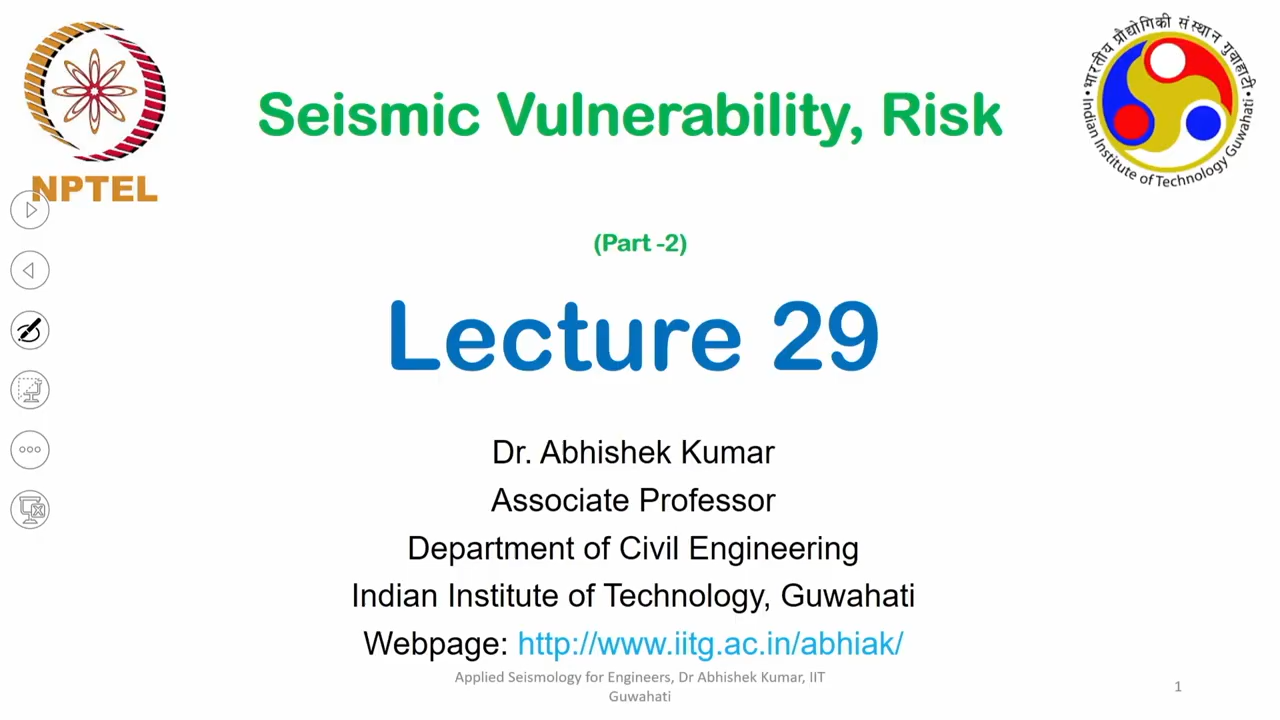 Seismic Vulnerability, Risk
NPTEL
भारतीय प्रौद्योगिकी संस्थान गुवाहाटी
Indian Institute of Technology Guwahati
(Part -2)
Lecture 29
Dr. Abhishek Kumar
Associate Professor
Department of Civil Engineering
Indian Institute of Technology, Guwahati
Webpage: http://www.iitg.ac.in/abhiak/
Applied Seismology for Engineers, Dr Abhishek Kumar, IIT
Guwahati
1